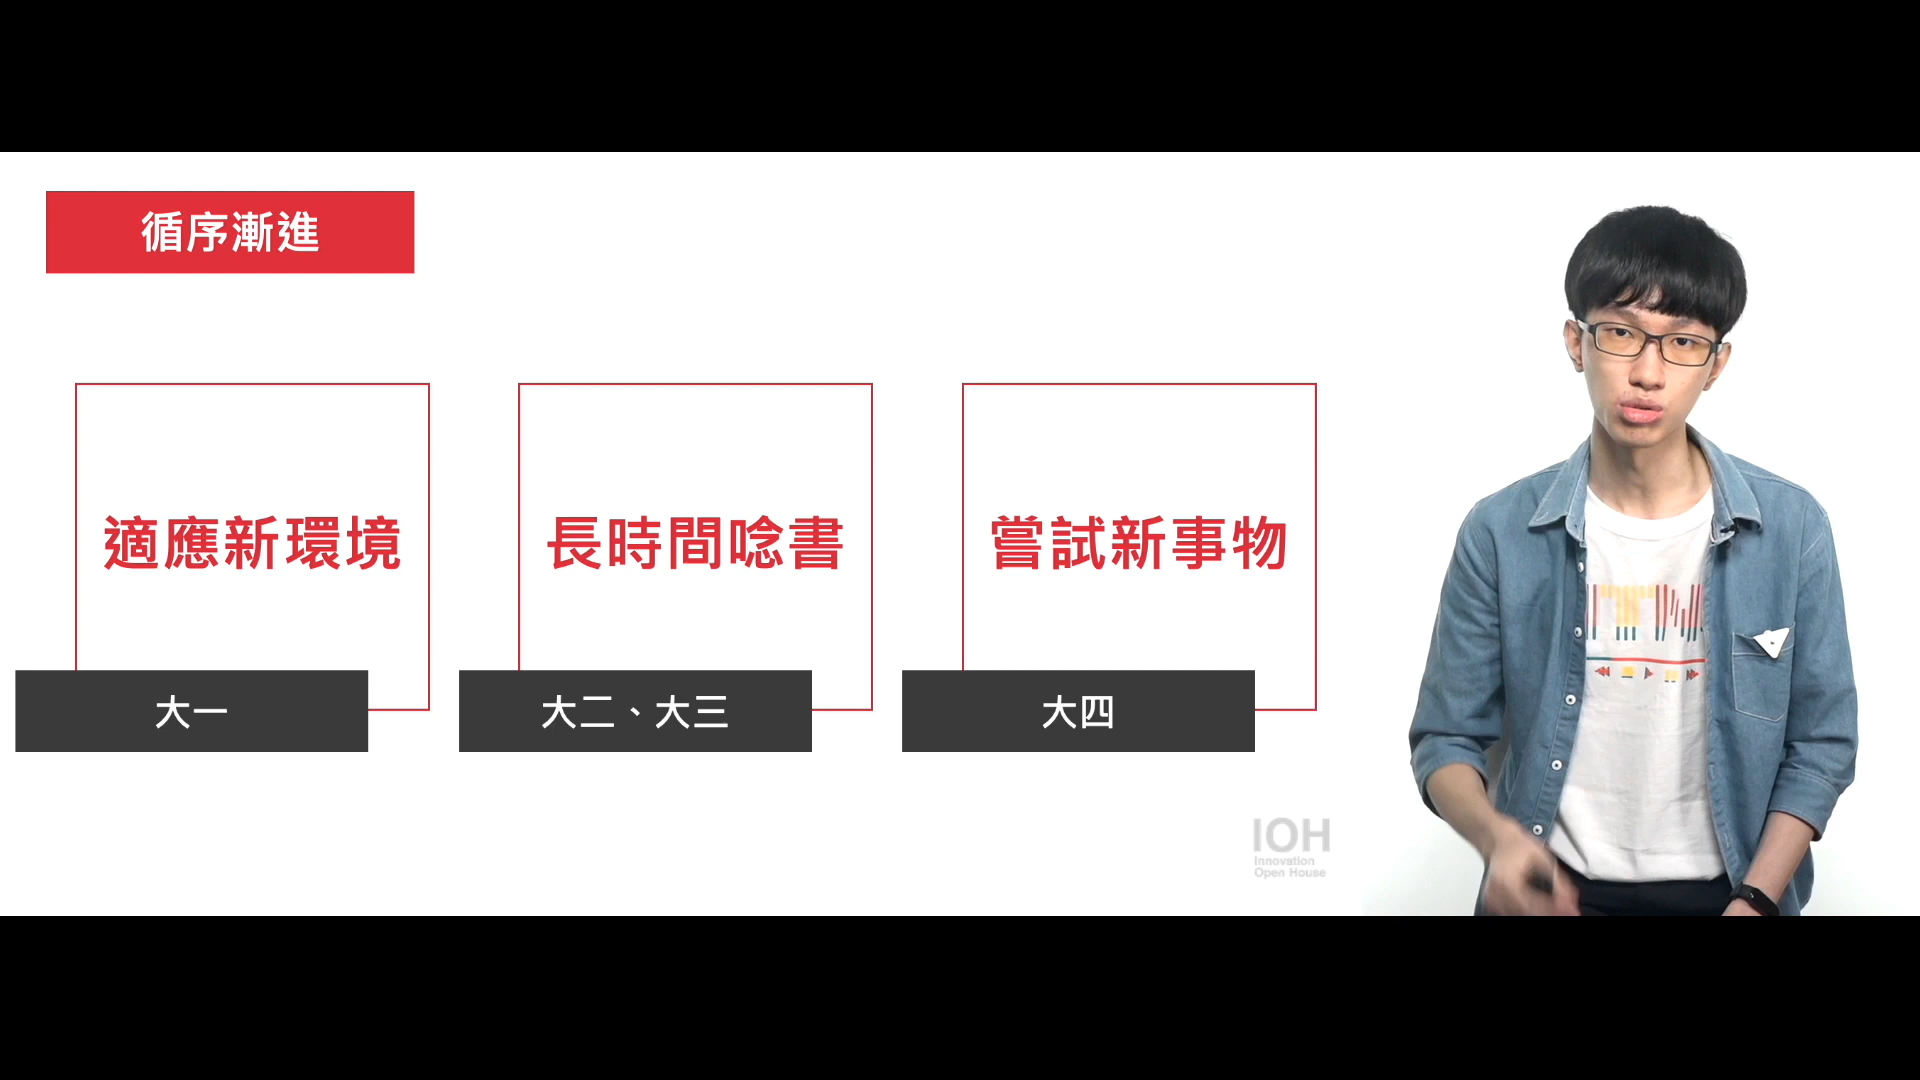 循序漸進
適應新環境
大一
長時間唸書
大二、大三
嘗試新事物
大四
IOH
Innovation
Open House